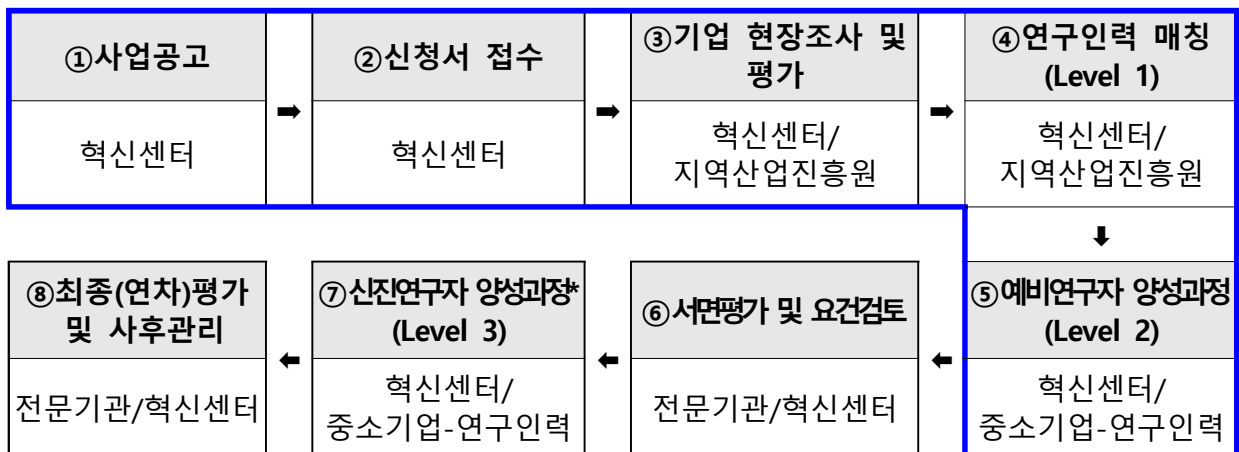 ①사업공고
혁신센터
➡
②신청서 접수
혁신센터
➡
③기업 현장조사 및
평가
혁신센터/
지역산업진흥원
➡
④연구인력 매칭
(Level 1)
혁신센터/
지역산업진흥원
⬇
⑤예비연구자 양성과정
(Level 2)
혁신센터/
중소기업-연구인력
⬅
⑥서면평가 및 요건검토
전문기관/혁신센터
⬅
⑦신진연구자 양성과정*
(Level 3)
혁신센터/
중소기업-연구인력
⬅
⑧최종(연차)평가
및 사후관리
전문기관/혁신센터